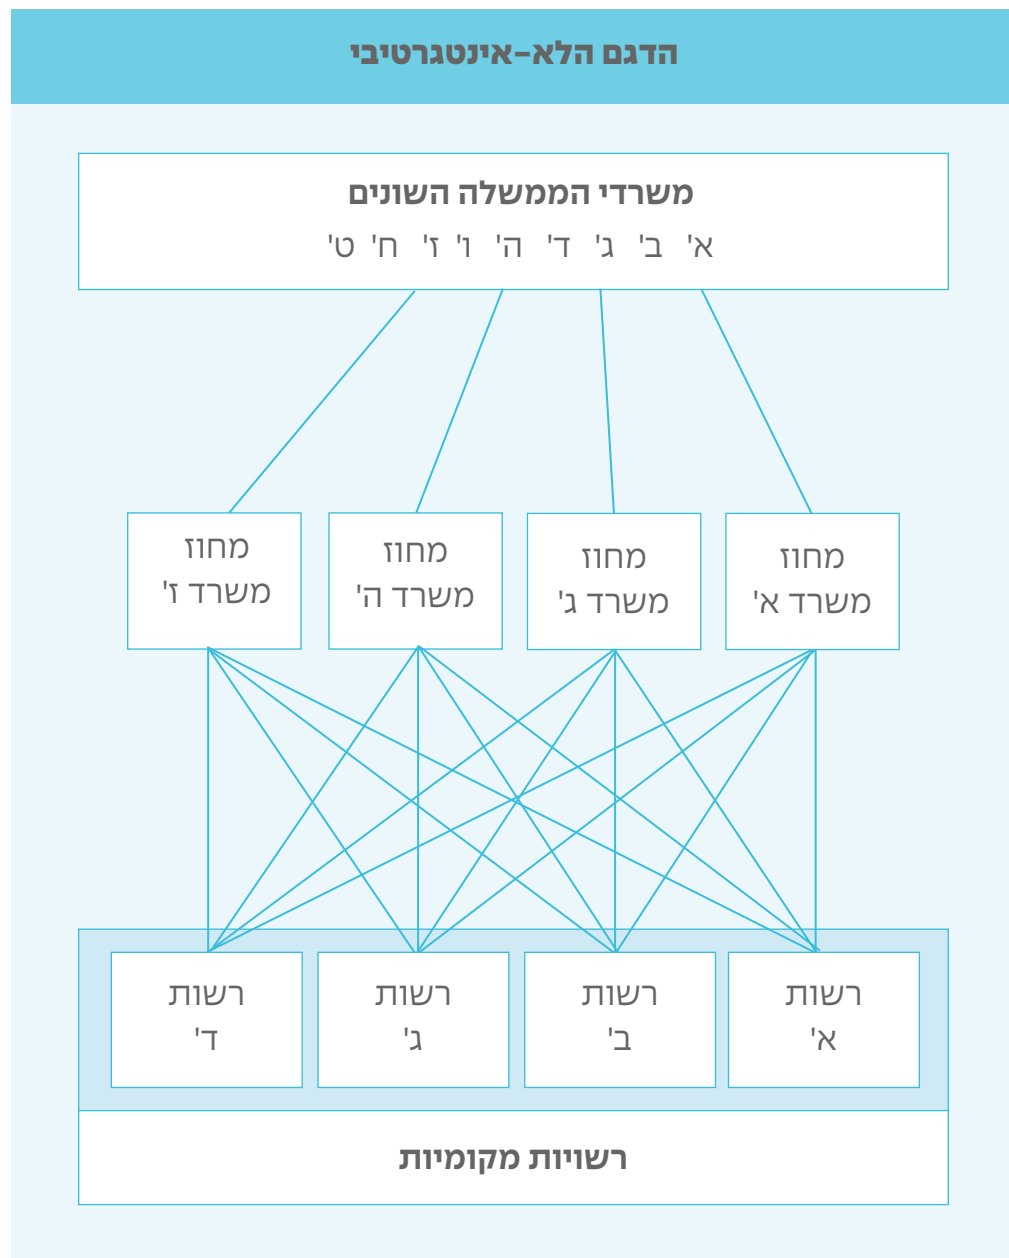 הדגם הלא-אינטגרטיבי
משרדי הממשלה השונים
א' ב' ג' ד' ה' ו' ז' ח' ט'
מחוז
משרד א'
מחוז
משרד ג'
מחוז
משרד ה'
מחוז
משרד ז'
רשות
א'
רשות
ב'
רשות
ג'
רשות
ד'
רשויות מקומיות